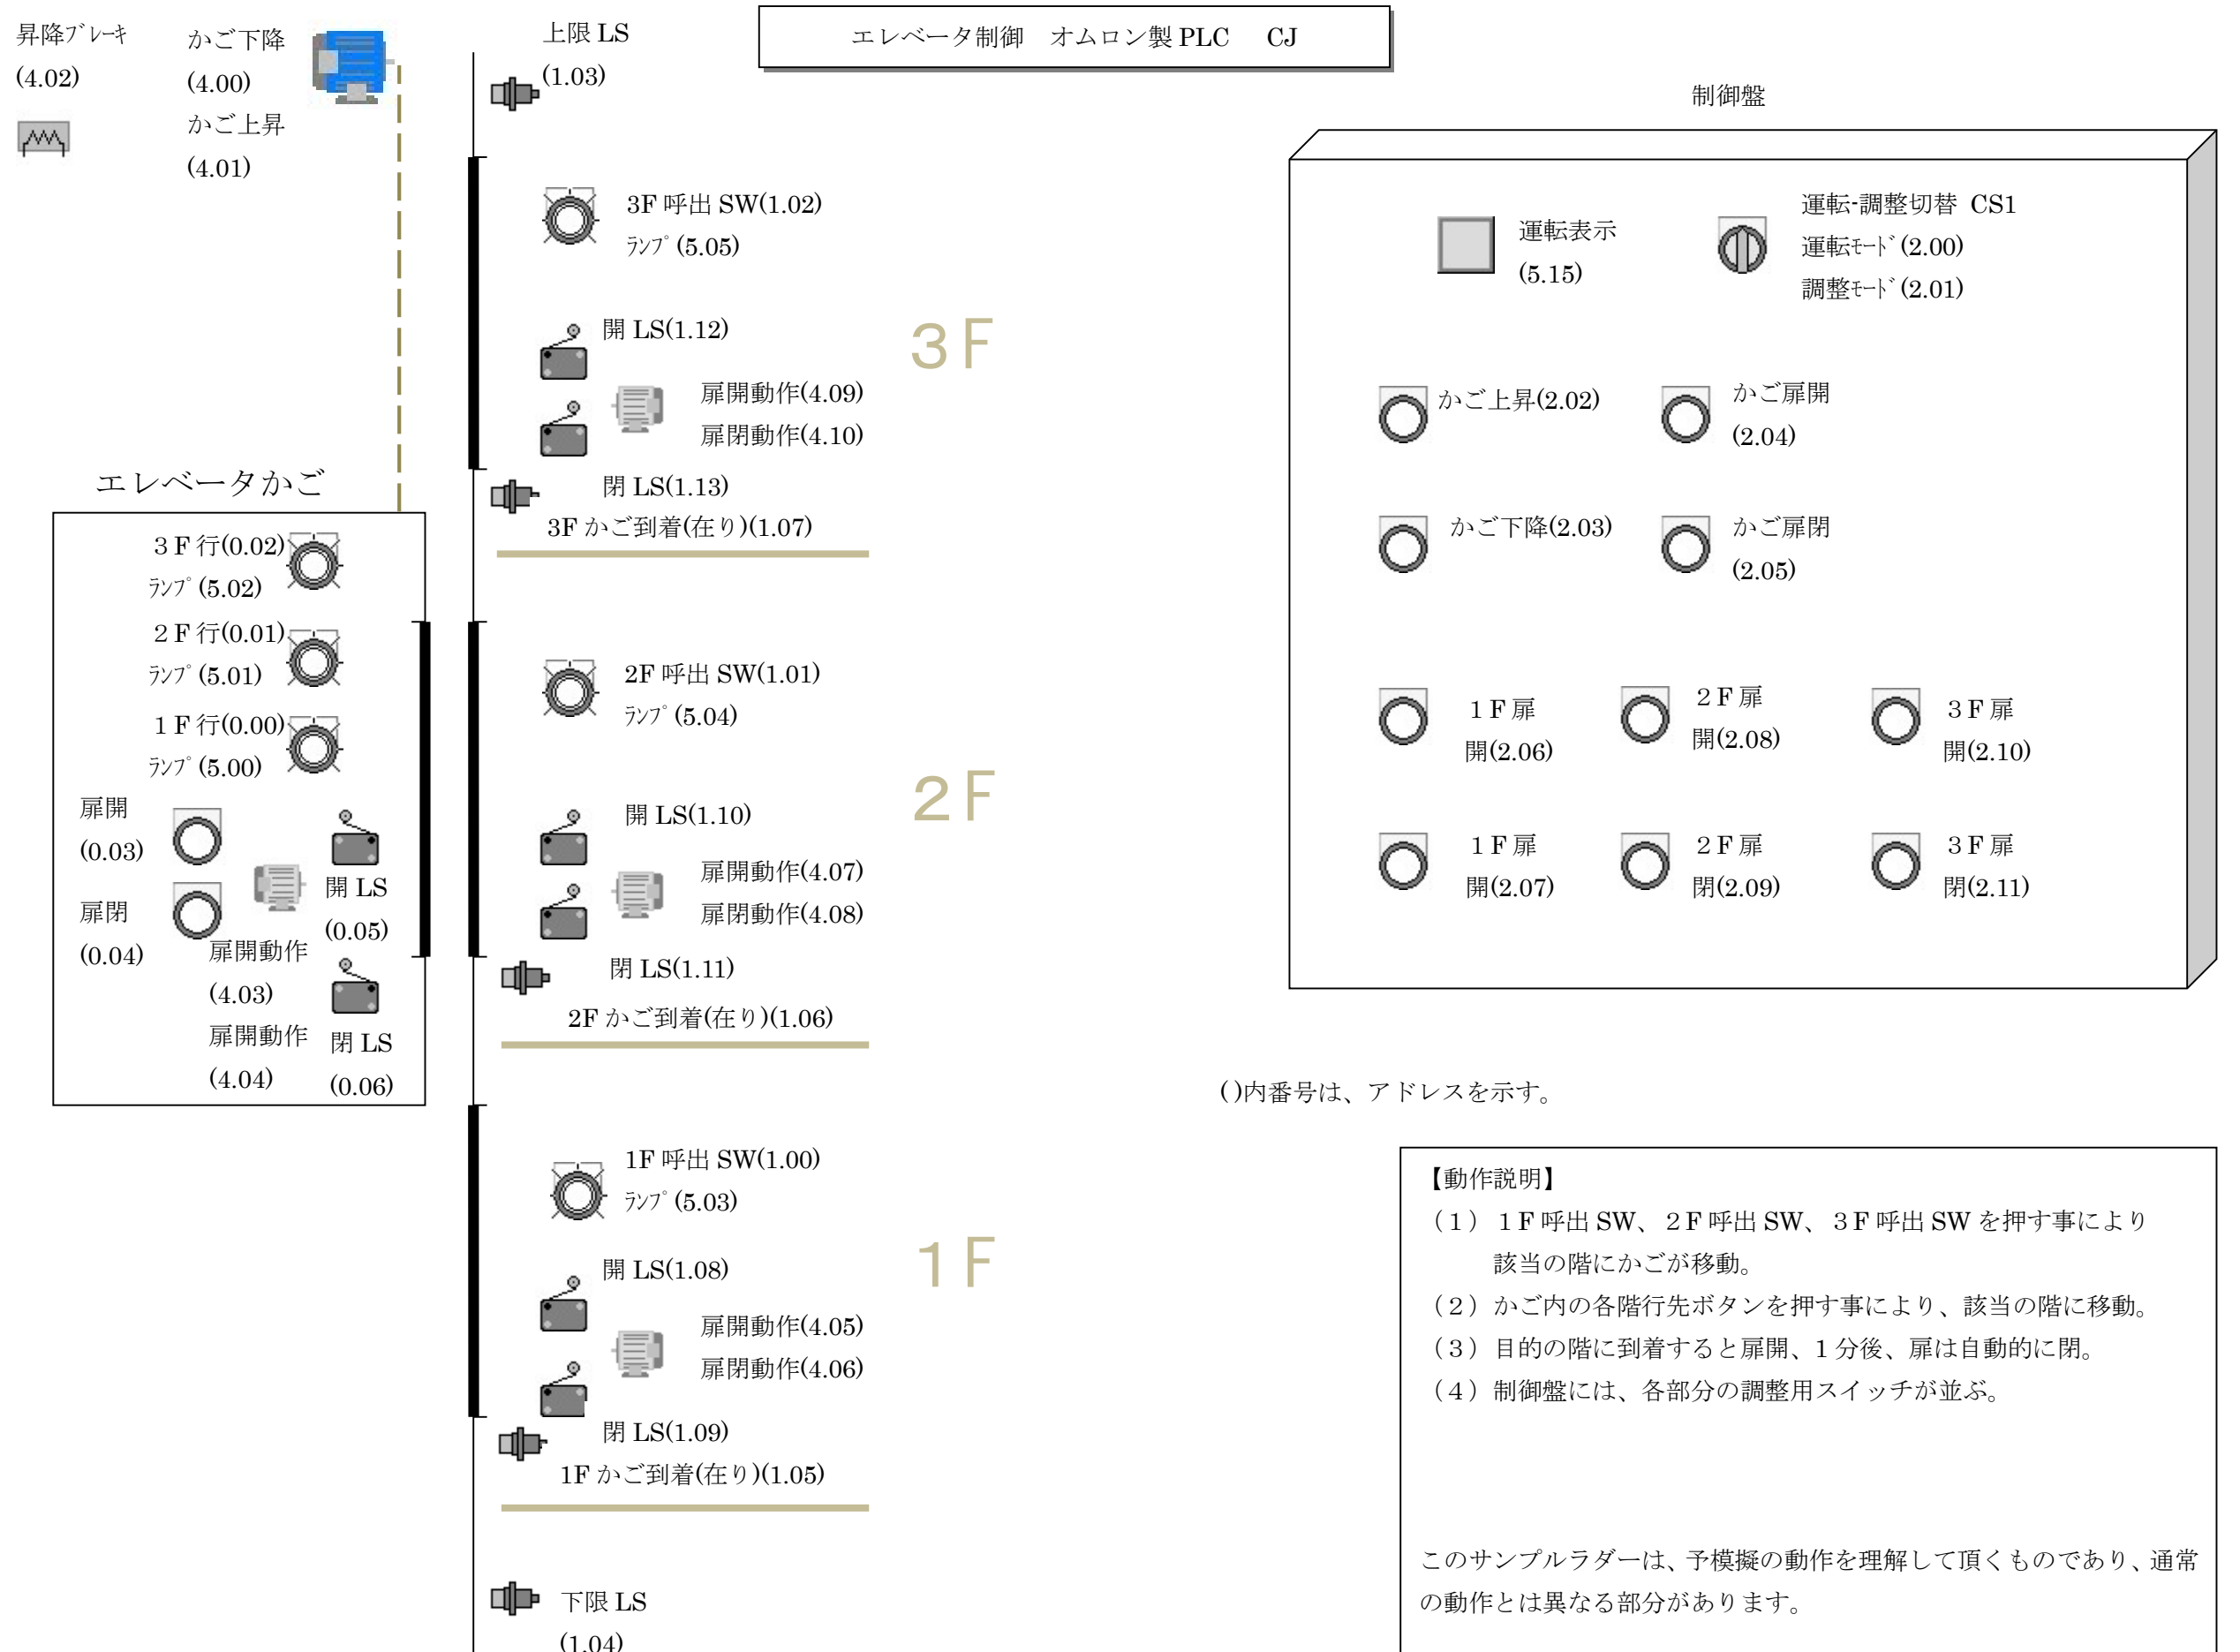 エレベータ制御　オムロン製 PLC　CJ
昇降ﾌﾞﾚｰｷ
(4.02)
かご下降
(4.00)
かご上昇
(4.01)
上限 LS
(1.03)
3F 呼出 SW(1.02)
ﾗﾝﾌﾟ(5.05)
開 LS(1.12)
扉開動作(4.09)
扉閉動作(4.10)
閉 LS(1.13)
3F かご到着(在り)(1.07)
３F
エレベータかご
３F 行(0.02)
ﾗﾝﾌﾟ(5.02)
２F 行(0.01)
ﾗﾝﾌﾟ(5.01)
１F 行(0.00)
ﾗﾝﾌﾟ(5.00)
扉開
(0.03)
扉閉
(0.04)
開 LS
(0.05)
扉開動作
(4.03)
扉開動作
(4.04)
閉 LS
(0.06)
2F 呼出 SW(1.01)
ﾗﾝﾌﾟ(5.04)
開 LS(1.10)
扉開動作(4.07)
扉閉動作(4.08)
閉 LS(1.11)
2F かご到着(在り)(1.06)
２F
1F 呼出 SW(1.00)
ﾗﾝﾌﾟ(5.03)
開 LS(1.08)
扉開動作(4.05)
扉閉動作(4.06)
閉 LS(1.09)
1F かご到着(在り)(1.05)
１F
下限 LS
(1.04)
制御盤
運転表示
(5.15)
運転-調整切替 CS1
運転ﾓｰﾄﾞ(2.00)
調整ﾓｰﾄﾞ(2.01)
かご上昇(2.02)
かご扉開
(2.04)
かご下降(2.03)
かご扉閉
(2.05)
１F 扉
開(2.06)
２F 扉
開(2.08)
３F 扉
開(2.10)
１F 扉
開(2.07)
２F 扉
閉(2.09)
３F 扉
閉(2.11)
()内番号は、アドレスを示す。
【動作説明】
（１）１F 呼出 SW、２F 呼出 SW、３F 呼出 SW を押す事により
該当の階にかごが移動。
（２）かご内の各階行先ボタンを押す事により、該当の階に移動。
（３）目的の階に到着すると扉開、１分後、扉は自動的に閉。
（４）制御盤には、各部分の調整用スイッチが並ぶ。
このサンプルラダーは、予模擬の動作を理解して頂くものであり、通常
の動作とは異なる部分があります。